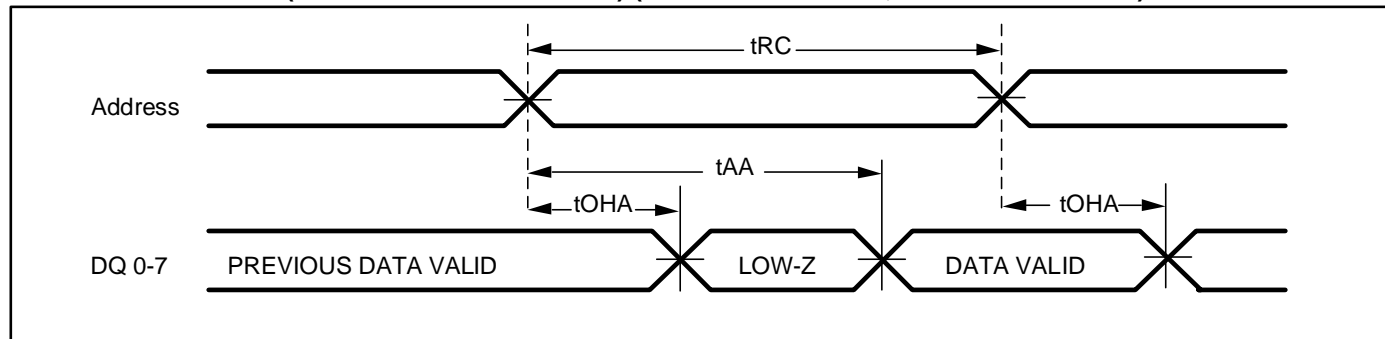 tRC
Address
tAA
tOHA
tOHA
DQ 0-7
PREVIOUS DATA VALID
LOW-Z
DATA VALID